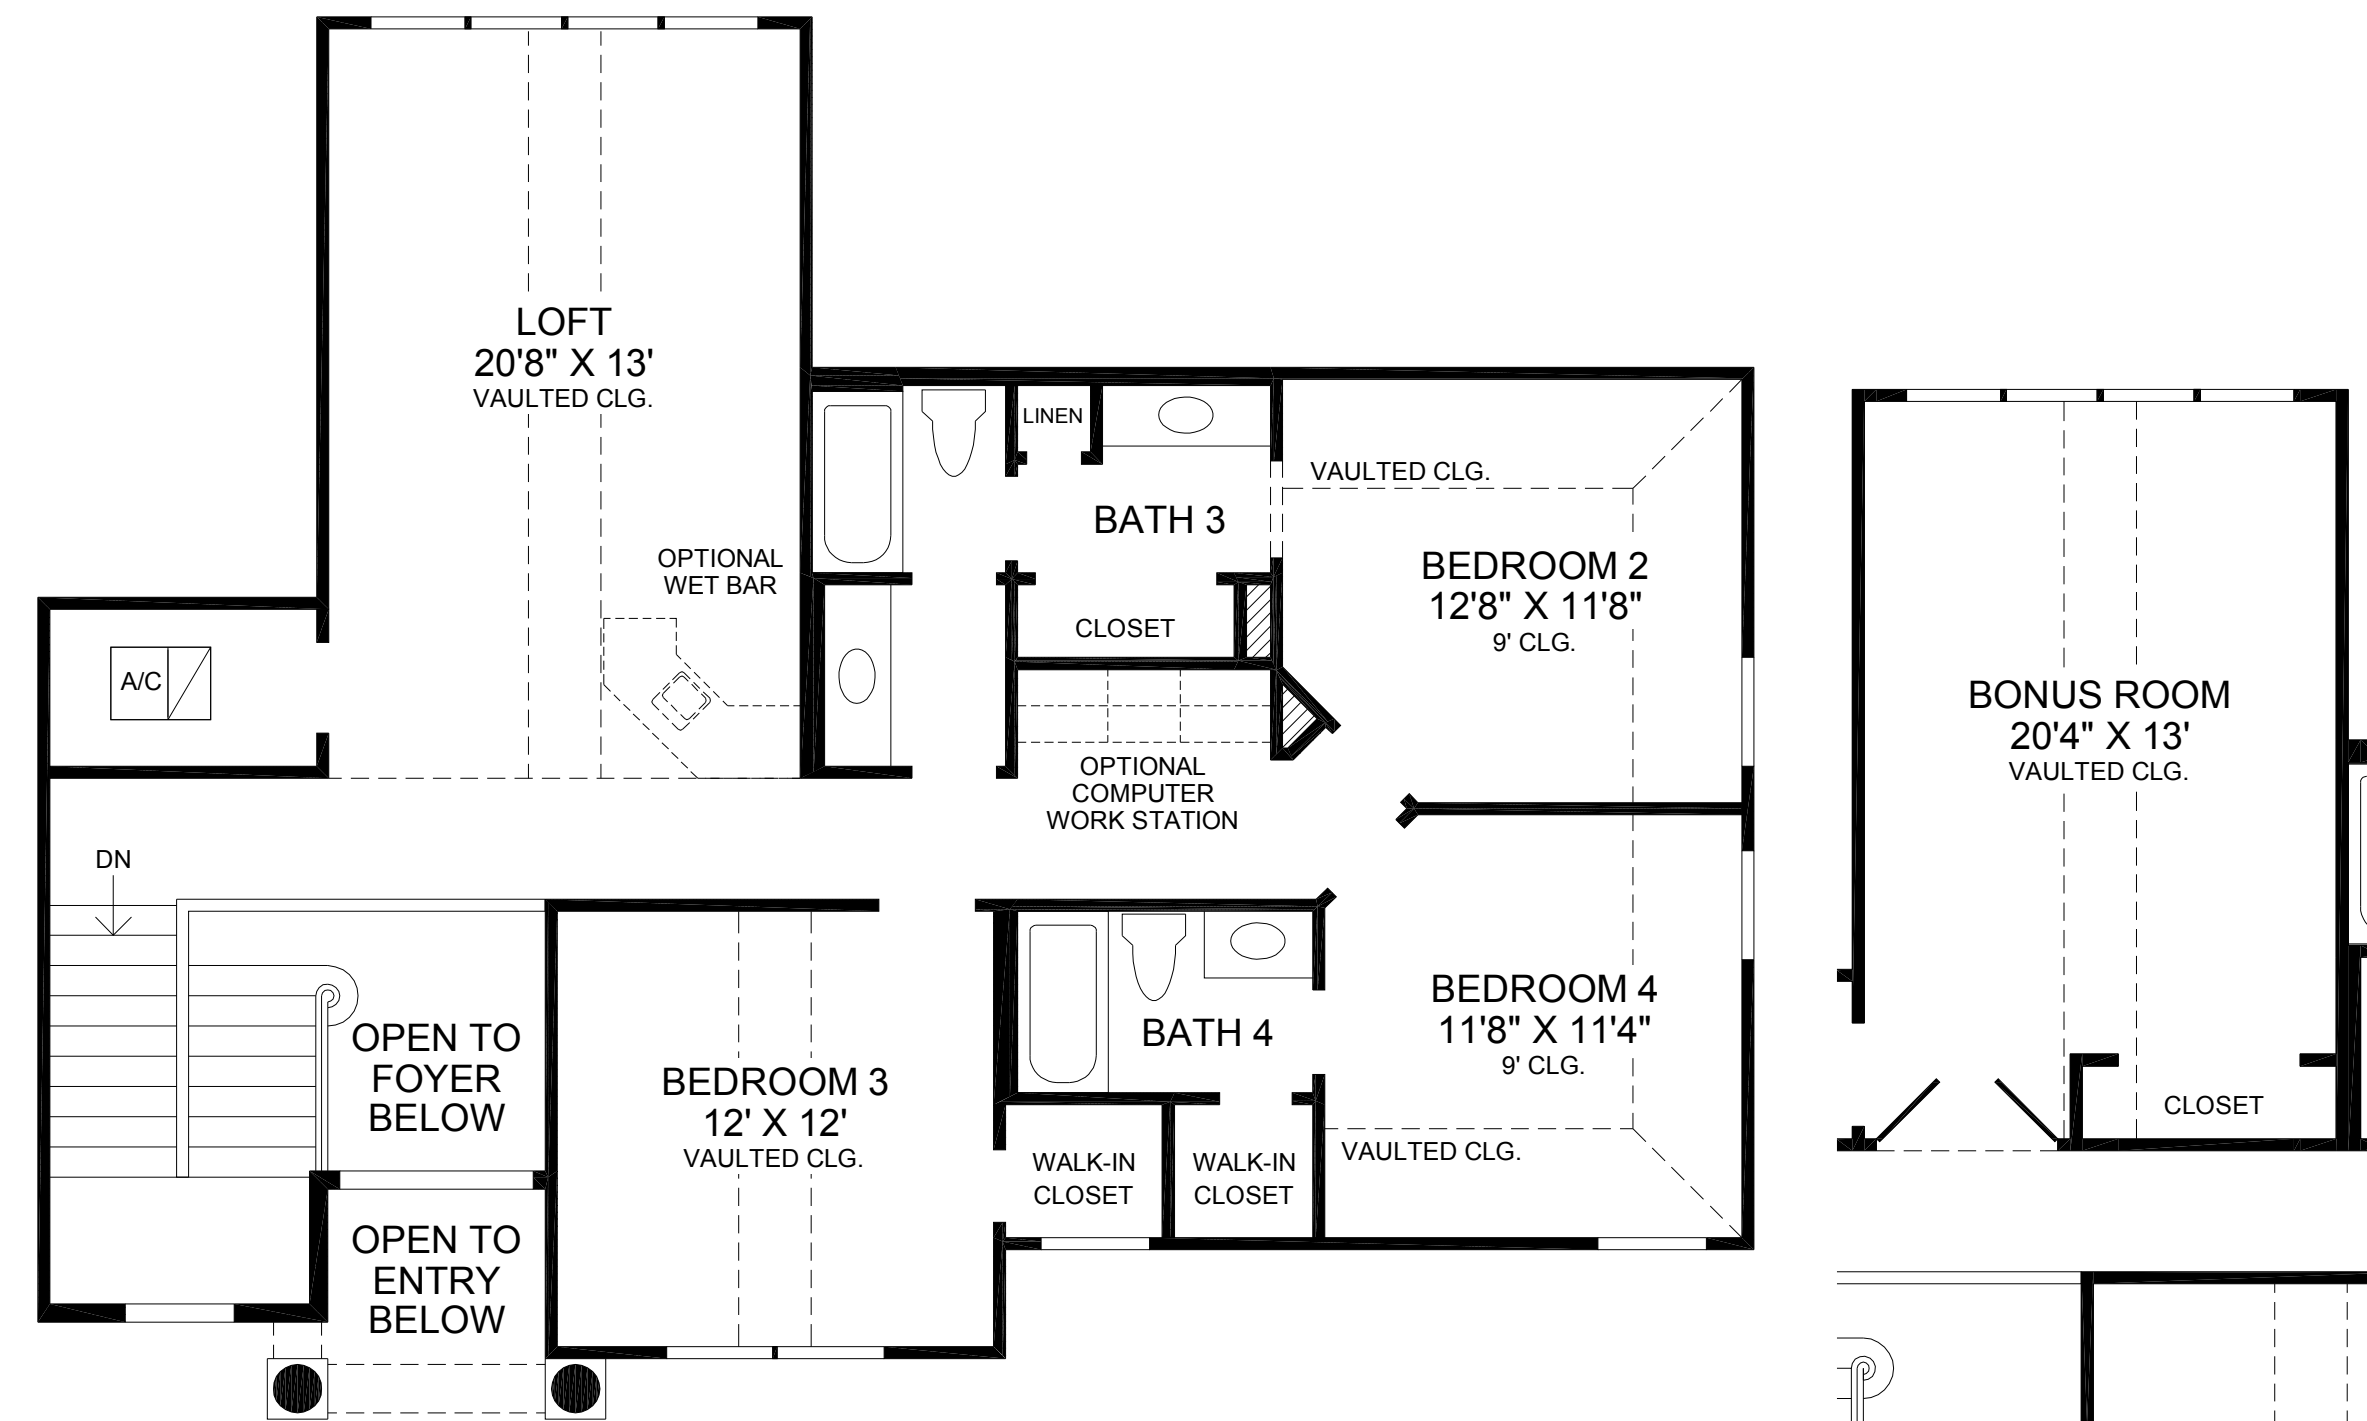 LOFT
20'8" X 13'
VAULTED CLG.
OPTIONAL
WET BAR
A/C
LINEN
BATH 3
CLOSET
VAULTED CLG.
BEDROOM 2
12'8" X 11'8"
9' CLG.
OPTIONAL
COMPUTER
WORK STATION
DN
OPEN TO
FOYER
BELOW
OPEN TO
ENTRY
BELOW
BEDROOM 3
12' X 12'
VAULTED CLG.
BATH 4
WALK-IN
CLOSET
WALK-IN
CLOSET
BEDROOM 4
11'8" X 11'4"
9' CLG.
VAULTED CLG.
BONUS ROOM
20'4" X 13'
VAULTED CLG.
CLOSET